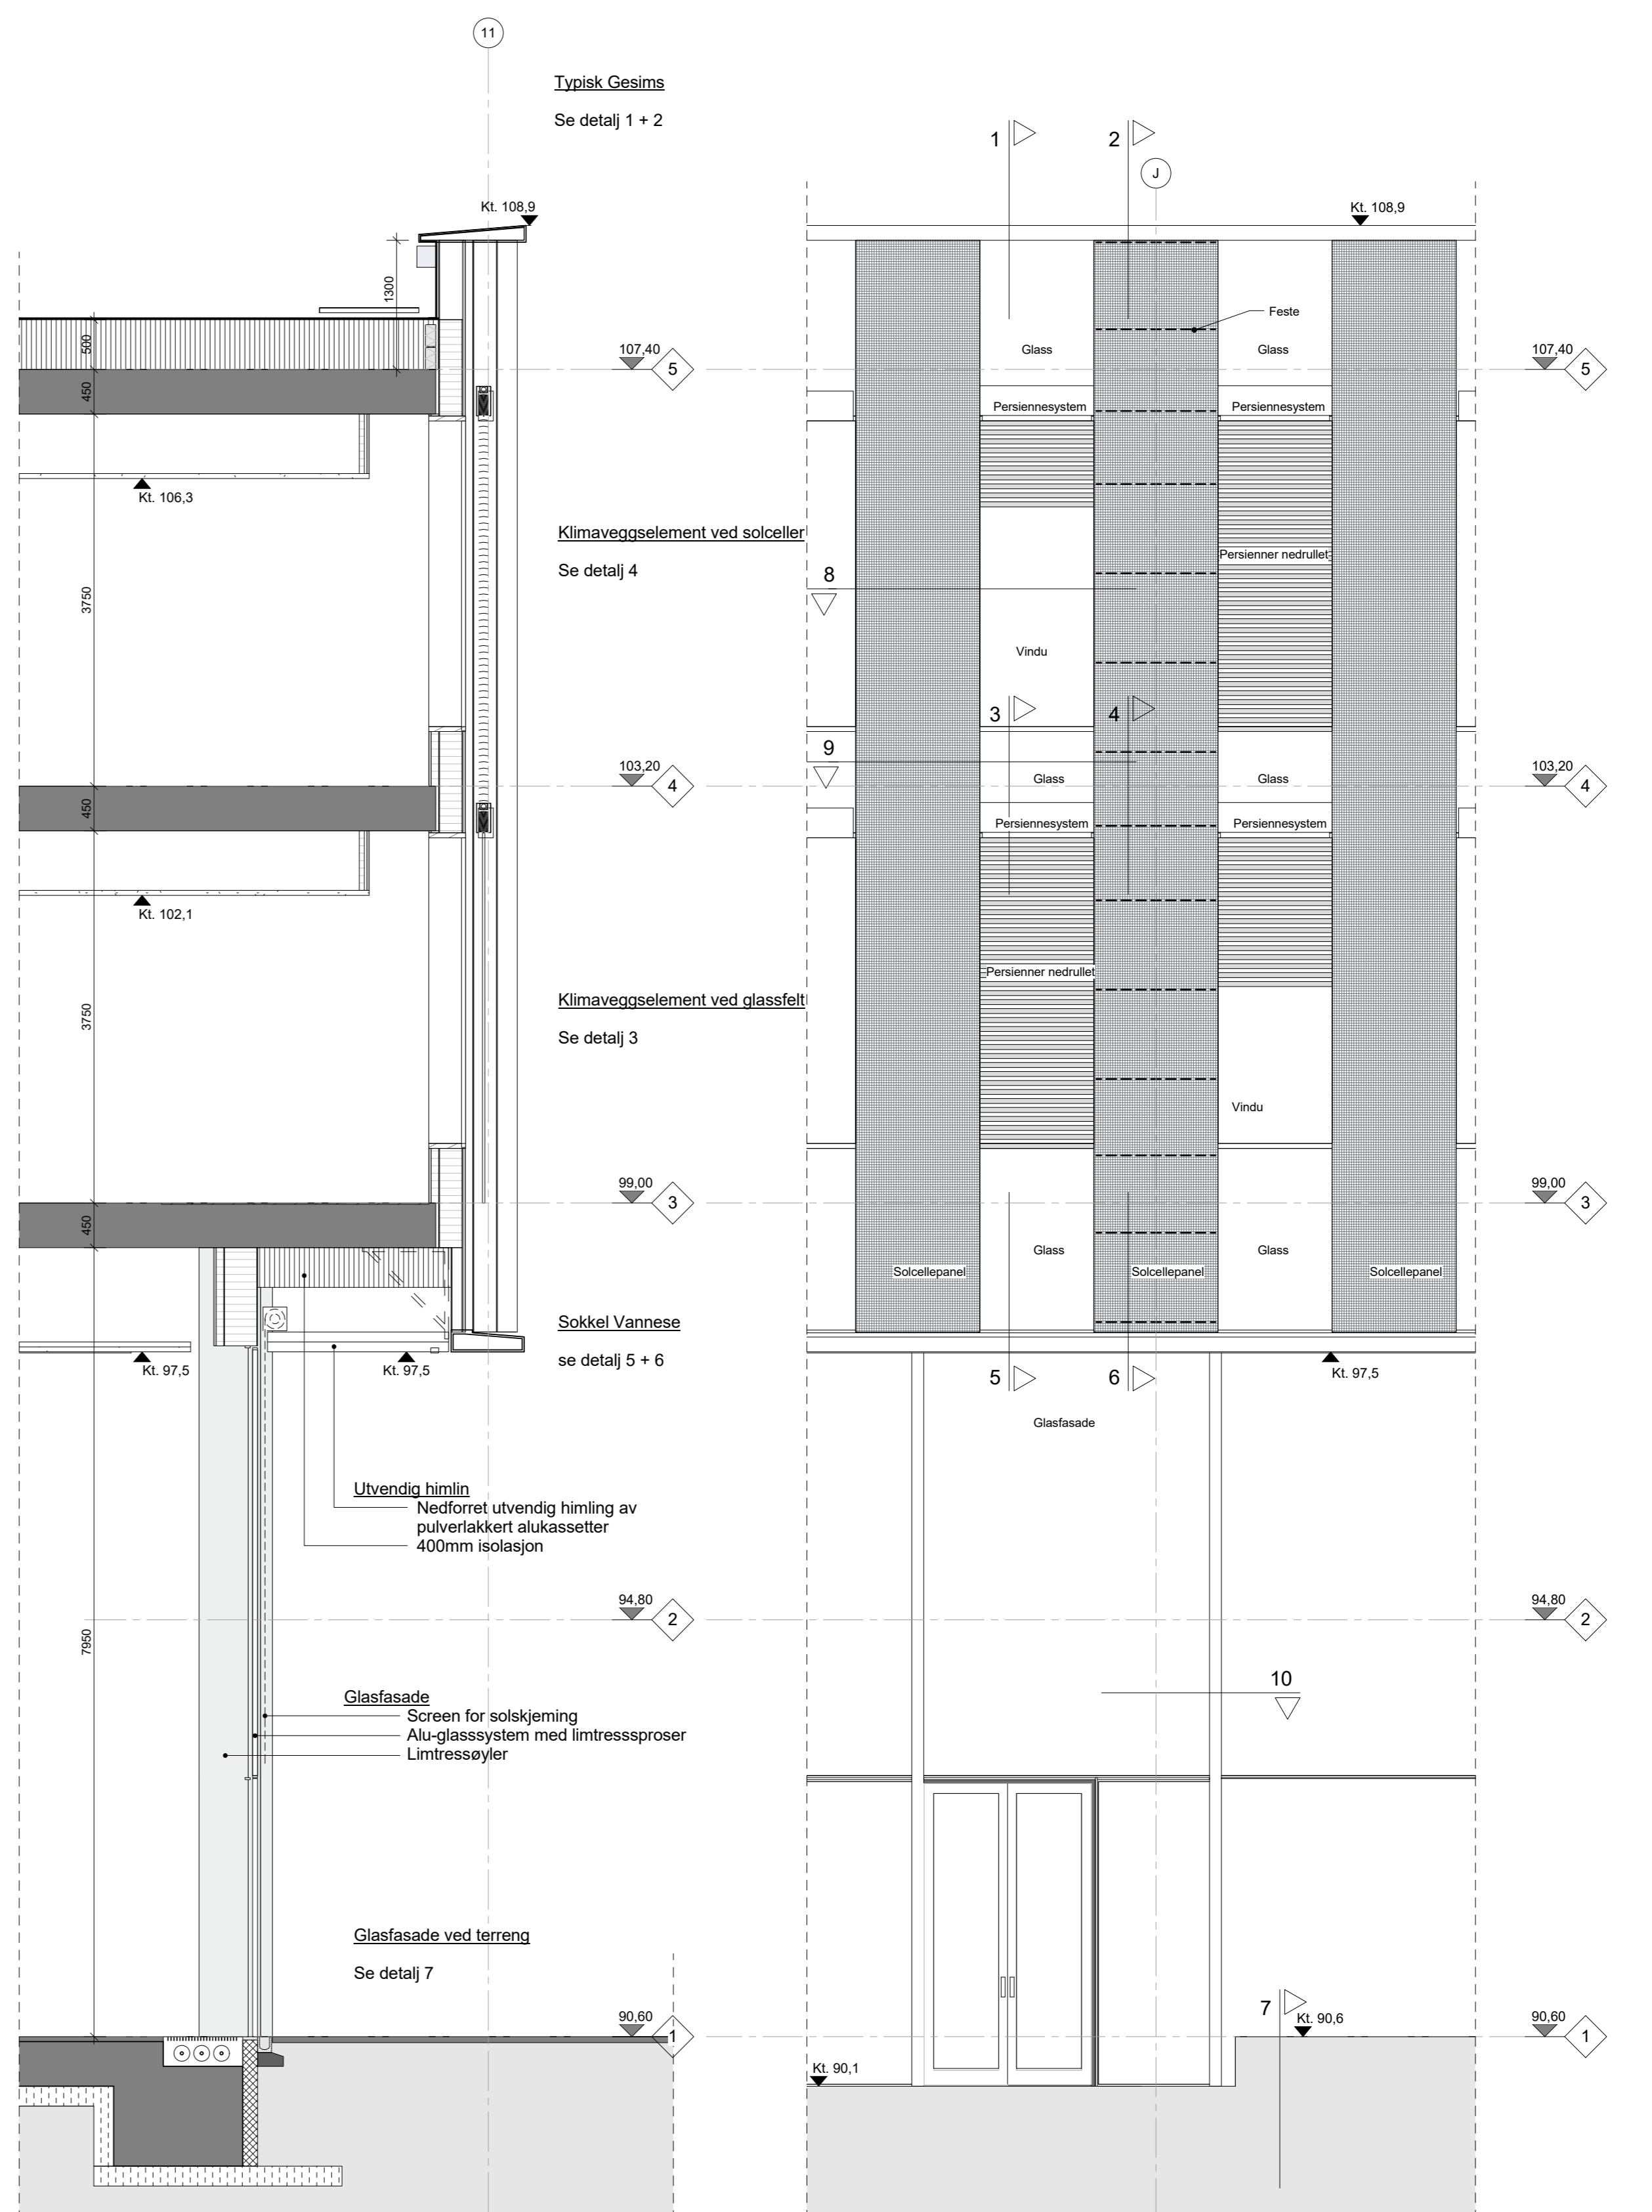 11
Typisk Gesims
Se detalj 1 + 2
1
2
J
Kt. 108,9
Kt. 108,9
1300
Feste
500
107,40
5
Glass
Glass
107,40
5
450
Persiennesystem
Persiennesystem
Kt. 106,3
Klimaveggselement ved solceller
Se detalj 4
Persienner nedrullet
8
3750
Vindu
3
4
9
103,20
4
Glass
Glass
103,20
4
450
Persiennesystem
Persiennesystem
Kt. 102,1
Persienner nedrullet
Klimaveggselement ved glassfelt
Se detalj 3
3750
Vindu
99,00
3
99,00
3
450
Glass
Glass
Solcellepanel
Solcellepanel
Solcellepanel
Sokkel Vannese
se detalj 5 + 6
Kt. 97,5
Kt. 97,5
5
6
Kt. 97,5
Glasfasade
Utvendig himlin
Nedforret utvendig himling av
pulverlakkert alukassetter
400mm isolasjon
94,80
2
94,80
2
7950
10
Glasfasade
Screen for solskjeming
Alu-glasssystem med limtresssproser
Limtressøyler
Glasfasade ved terreng
Se detalj 7
7
90,60
1
Kt. 90,6
90,60
1
Kt. 90,1